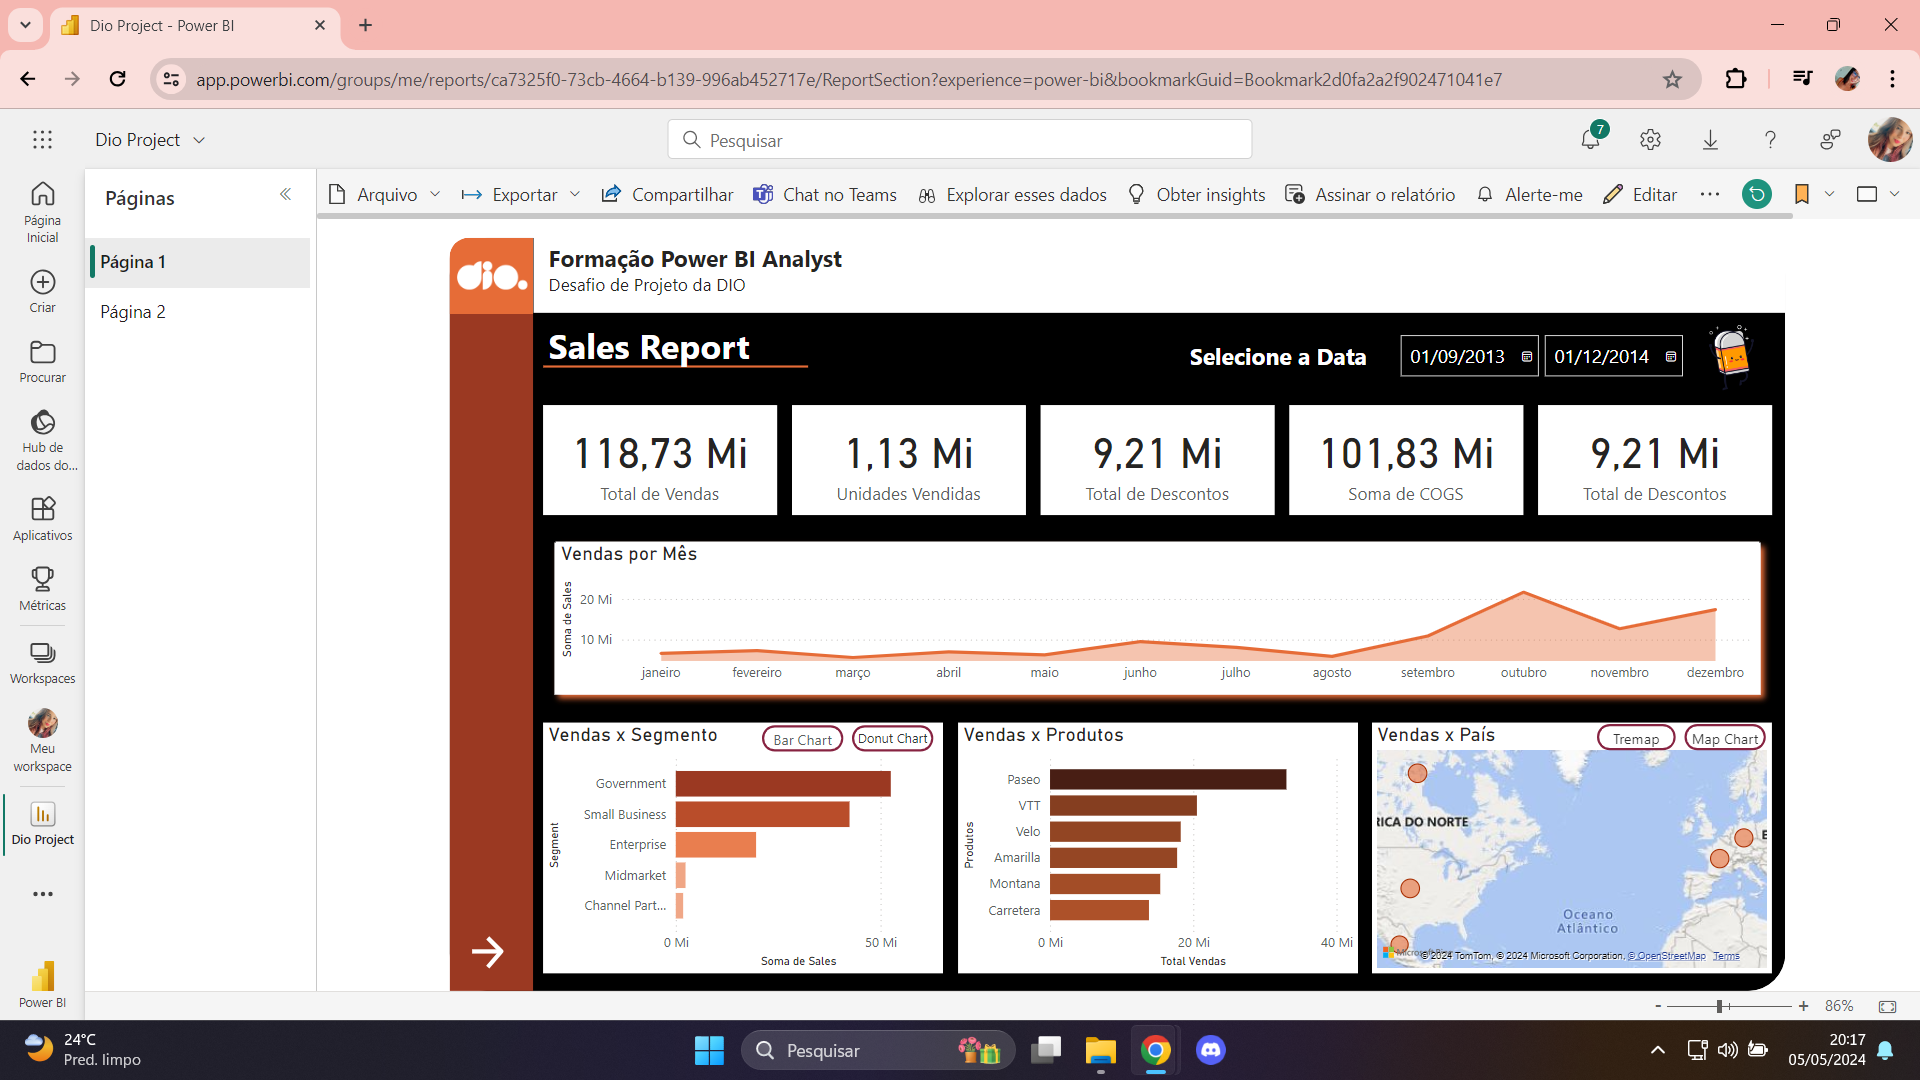 Dio Project - Power BI
app.powerbi.com/groups/me/reports/ca7325f0-73cb-4664-b139-996ab452717e/ReportSection?experience=power-bi&bookmarkGuid=Bookmark2d0fa2a2f902471041e7
Dio Project
Pesquisar
7
Página
Inicial
Criar
Procurar
Hub de
dados do...
Aplicativos
Métricas
Workspaces
Meu
workspace
Dio Project
Power BI
Páginas
Página 1
Página 2
Arquivo
Exportar
Compartilhar
Chat no Teams
Explorar esses dados
Obter insights
Assinar o relatório
Alerte-me
Editar
dio.
Formação Power BI Analyst
Desafio de Projeto da DIO
Sales Report
Selecione a Data
01/09/2013
01/12/2014
118,73 Mi
Total de Vendas
1,13 Mi
Unidades Vendidas
9,21 Mi
Total de Descontos
101,83 Mi
Soma de COGS
9,21 Mi
Total de Descontos
Vendas por Mês
Soma de Sales
20 Mi
10 Mi
janeiro fevereiro março abril maio junho julho agosto setembro outubro novembro dezembro
Vendas x Segmento
Bar Chart
Donut Chart
Segment
Government
Small Business
Enterprise
Midmarket
Channel Part...
0 Mi 50 Mi
Soma de Sales
Vendas x Produtos
Produtos
Paseo
VTT
Velo
Amarilla
Montana
Carretera
0 Mi 20 Mi 40 Mi
Total Vendas
Vendas x País
Tremap
Map Chart
RICA DO NORTE
E
Oceano
Atlântico
Microsoft Bing
© 2024 TomTom, © 2024 Microsoft Corporation, © OpenStreetMap Terms
- + 86%
24°C
Pred. limpo
Pesquisar
20:17
05/05/2024